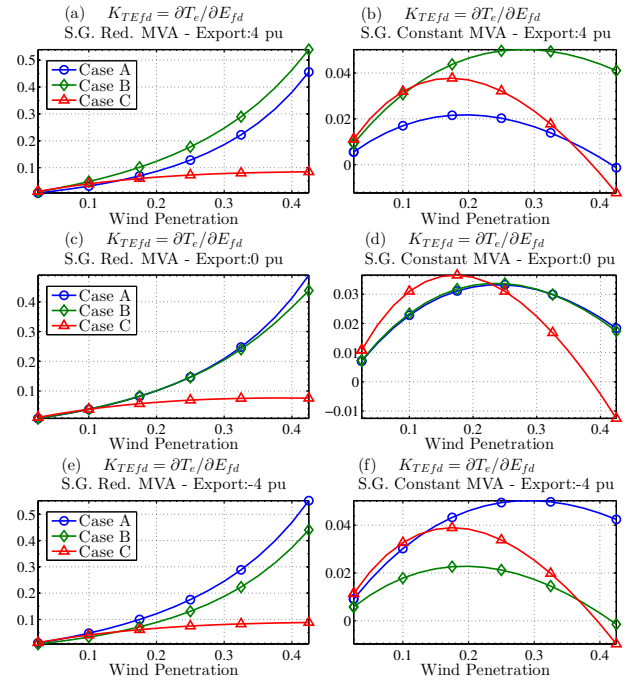 (a) K_{TEfd} = ∂T_e/∂E_{fd}
S.G. Red. MVA - Export:4 pu
0.5
0.4
0.3
0.2
0.1
Case A
Case B
Case C
0.1 0.2 0.3 0.4
Wind Penetration
(b) K_{TEfd} = ∂T_e/∂E_{fd}
S.G. Constant MVA - Export:4 pu
0.04
0.02
0
0.1 0.2 0.3 0.4
Wind Penetration
(c) K_{TEfd} = ∂T_e/∂E_{fd}
S.G. Red. MVA - Export:0 pu
0.4
0.3
0.2
0.1
Case A
Case B
Case C
0.1 0.2 0.3 0.4
Wind Penetration
(d) K_{TEfd} = ∂T_e/∂E_{fd}
S.G. Constant MVA - Export:0 pu
0.03
0.02
0.01
0
−0.01
0.1 0.2 0.3 0.4
Wind Penetration
(e) K_{TEfd} = ∂T_e/∂E_{fd}
S.G. Red. MVA - Export:-4 pu
0.5
0.4
0.3
0.2
0.1
Case A
Case B
Case C
0.1 0.2 0.3 0.4
Wind Penetration
(f) K_{TEfd} = ∂T_e/∂E_{fd}
S.G. Constant MVA - Export:-4 pu
0.04
0.02
0
0.1 0.2 0.3 0.4
Wind Penetration